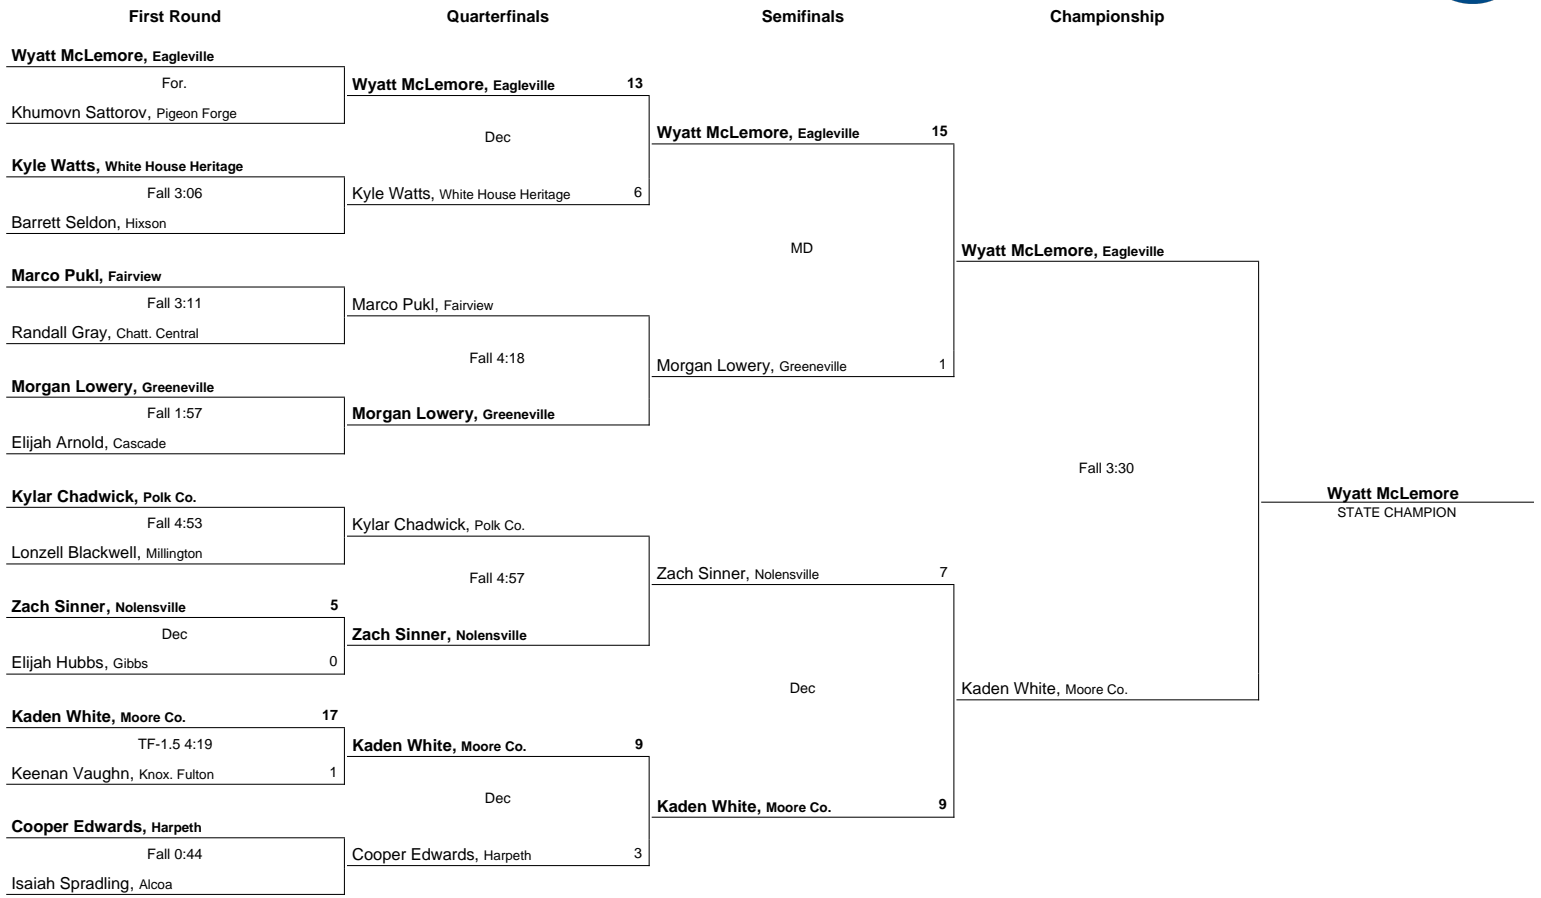 First Round
Quarterfinals
Semifinals
Championship
Wyatt McLemore, Eagleville
For.
Khumovn Sattorov, Pigeon Forge
Kyle Watts, White House Heritage
Fall 3:06
Barrett Seldon, Hixson
Marco Pukl, Fairview
Fall 3:11
Randall Gray, Chatt. Central
Morgan Lowery, Greeneville
Fall 1:57
Elijah Arnold, Cascade
Kylar Chadwick, Polk Co.
Fall 4:53
Lonzell Blackwell, Millington
Zach Sinner, Nolensville 5
Dec
Elijah Hubbs, Gibbs 0
Kaden White, Moore Co. 17
TF-1.5 4:19
Keenan Vaughn, Knox. Fulton 1
Cooper Edwards, Harpeth
Fall 0:44
Isaiah Spradling, Alcoa
Wyatt McLemore, Eagleville 13
Dec
Kyle Watts, White House Heritage 6
Marco Pukl, Fairview
Fall 4:18
Morgan Lowery, Greeneville
Kylar Chadwick, Polk Co.
Fall 4:57
Zach Sinner, Nolensville
Kaden White, Moore Co. 9
Dec
Cooper Edwards, Harpeth 3
Wyatt McLemore, Eagleville 15
MD
Morgan Lowery, Greeneville 1
Zach Sinner, Nolensville 7
Dec
Kaden White, Moore Co. 9
Wyatt McLemore, Eagleville
Fall 3:30
Kaden White, Moore Co.
Wyatt McLemore
STATE CHAMPION